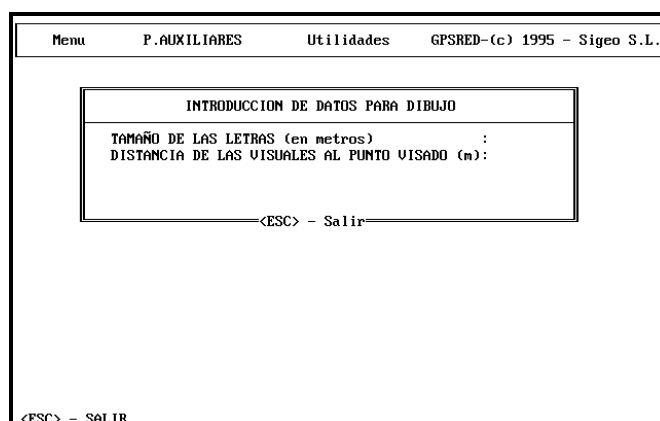 Menu P.AUXILIARES Utilidades GPSRED-(c) 1995 - Sigeo S.L.
INTRODUCCION DE DATOS PARA DIBUJO
TAMAÑO DE LAS LETRAS (en metros) :
DISTANCIA DE LAS VISUALES AL PUNTO VISADO (m):
<ESC> - Salir
<ESC> - SALIR